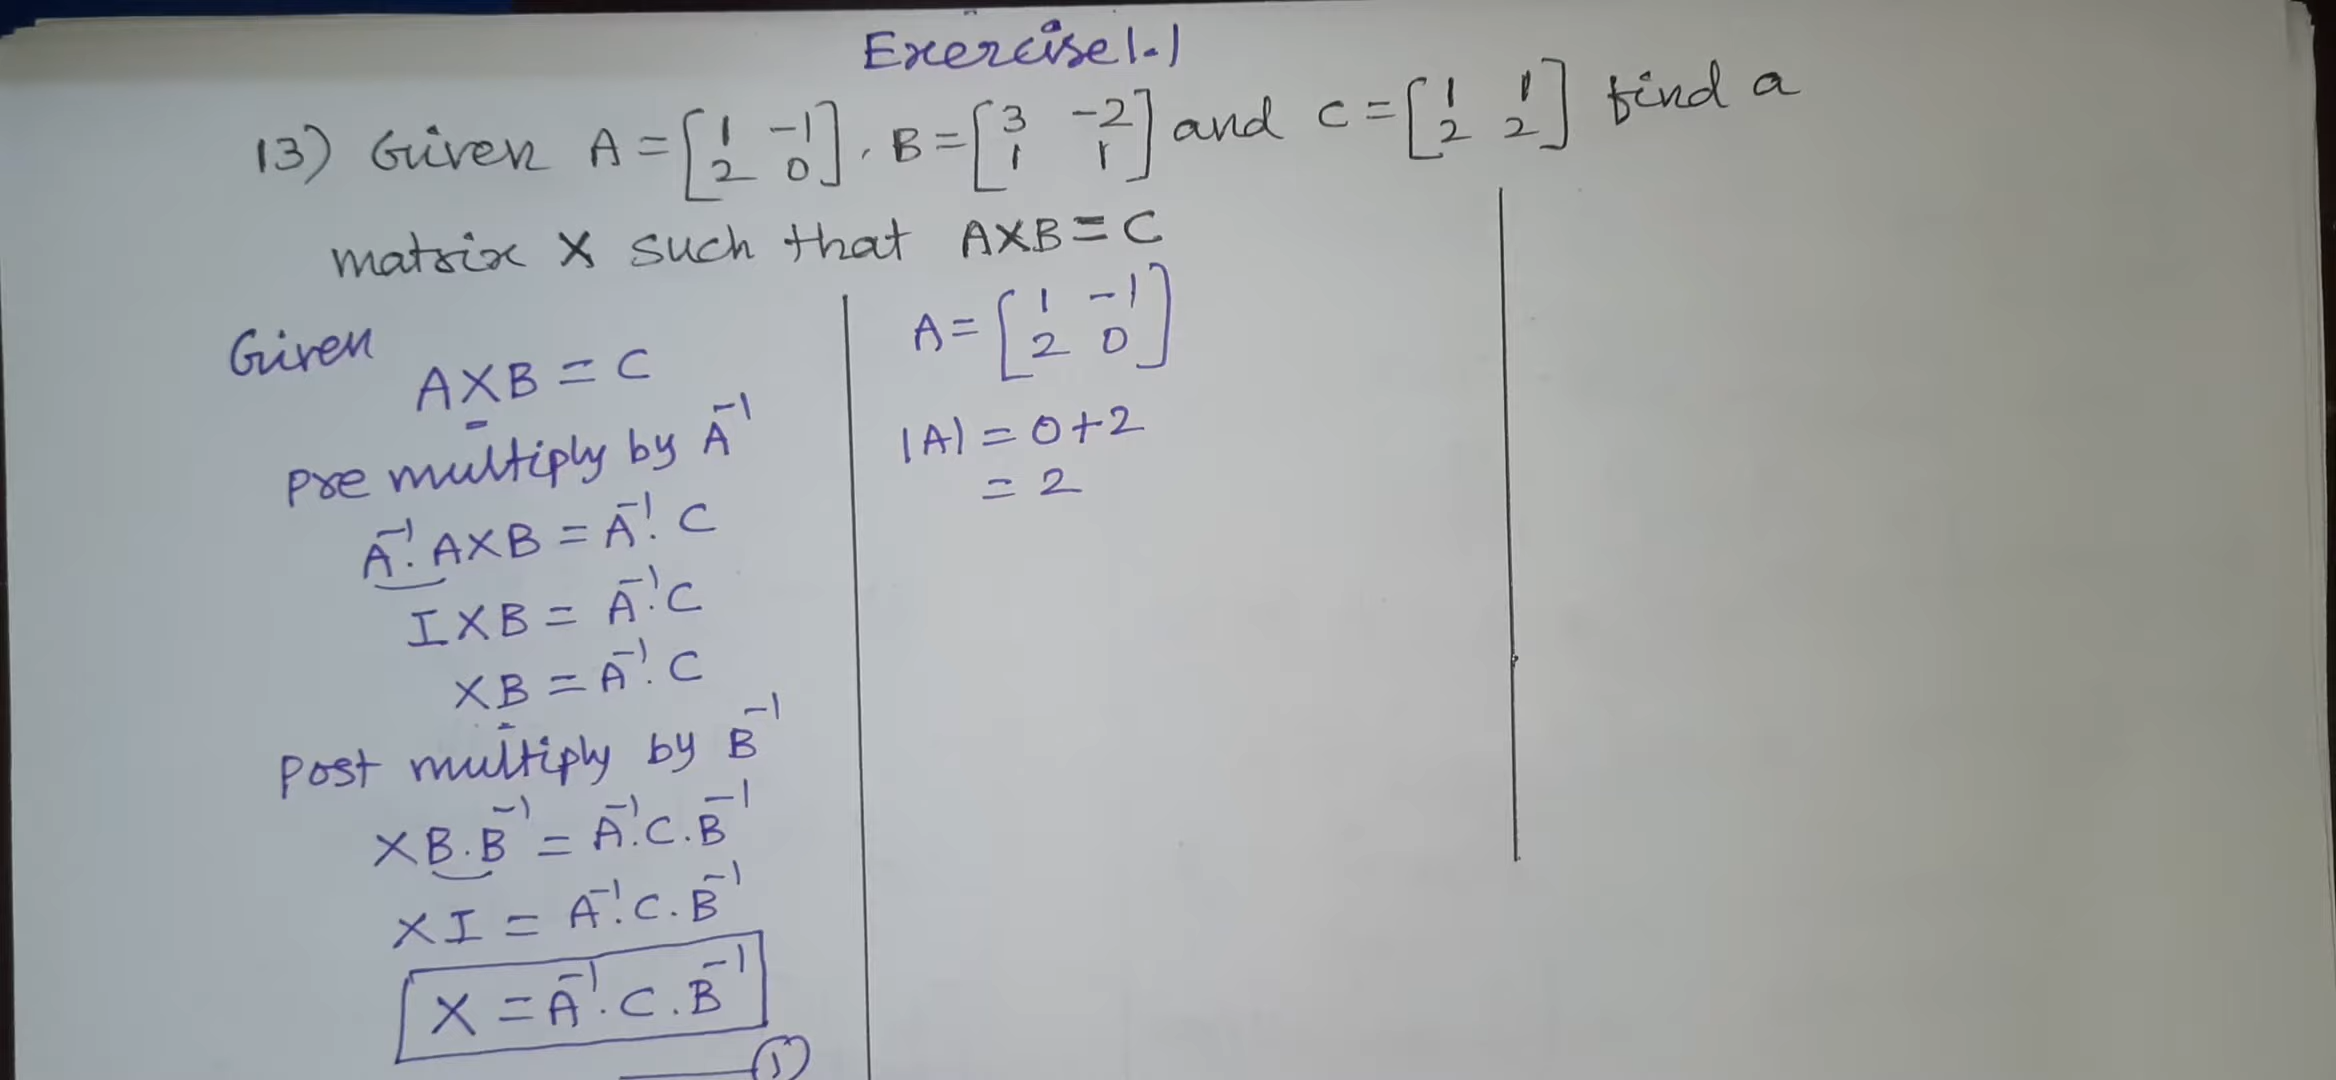 Exercise 1.1
13) Given A = [1 -1; 2 0], B = [3 -2; 1 1] and C = [1 1; 2 2] find a
matrix X such that AXB = C
Given
AXB = C
Pre multiply by A⁻¹
A⁻¹.AXB = A⁻¹.C
IXB = A⁻¹.C
XB = A⁻¹.C
Post multiply by B⁻¹
XB.B⁻¹ = A⁻¹.C.B⁻¹
XI = A⁻¹.C.B⁻¹
X = A⁻¹.C.B⁻¹
①
A = [1 -1; 2 0]
|A| = 0+2
= 2